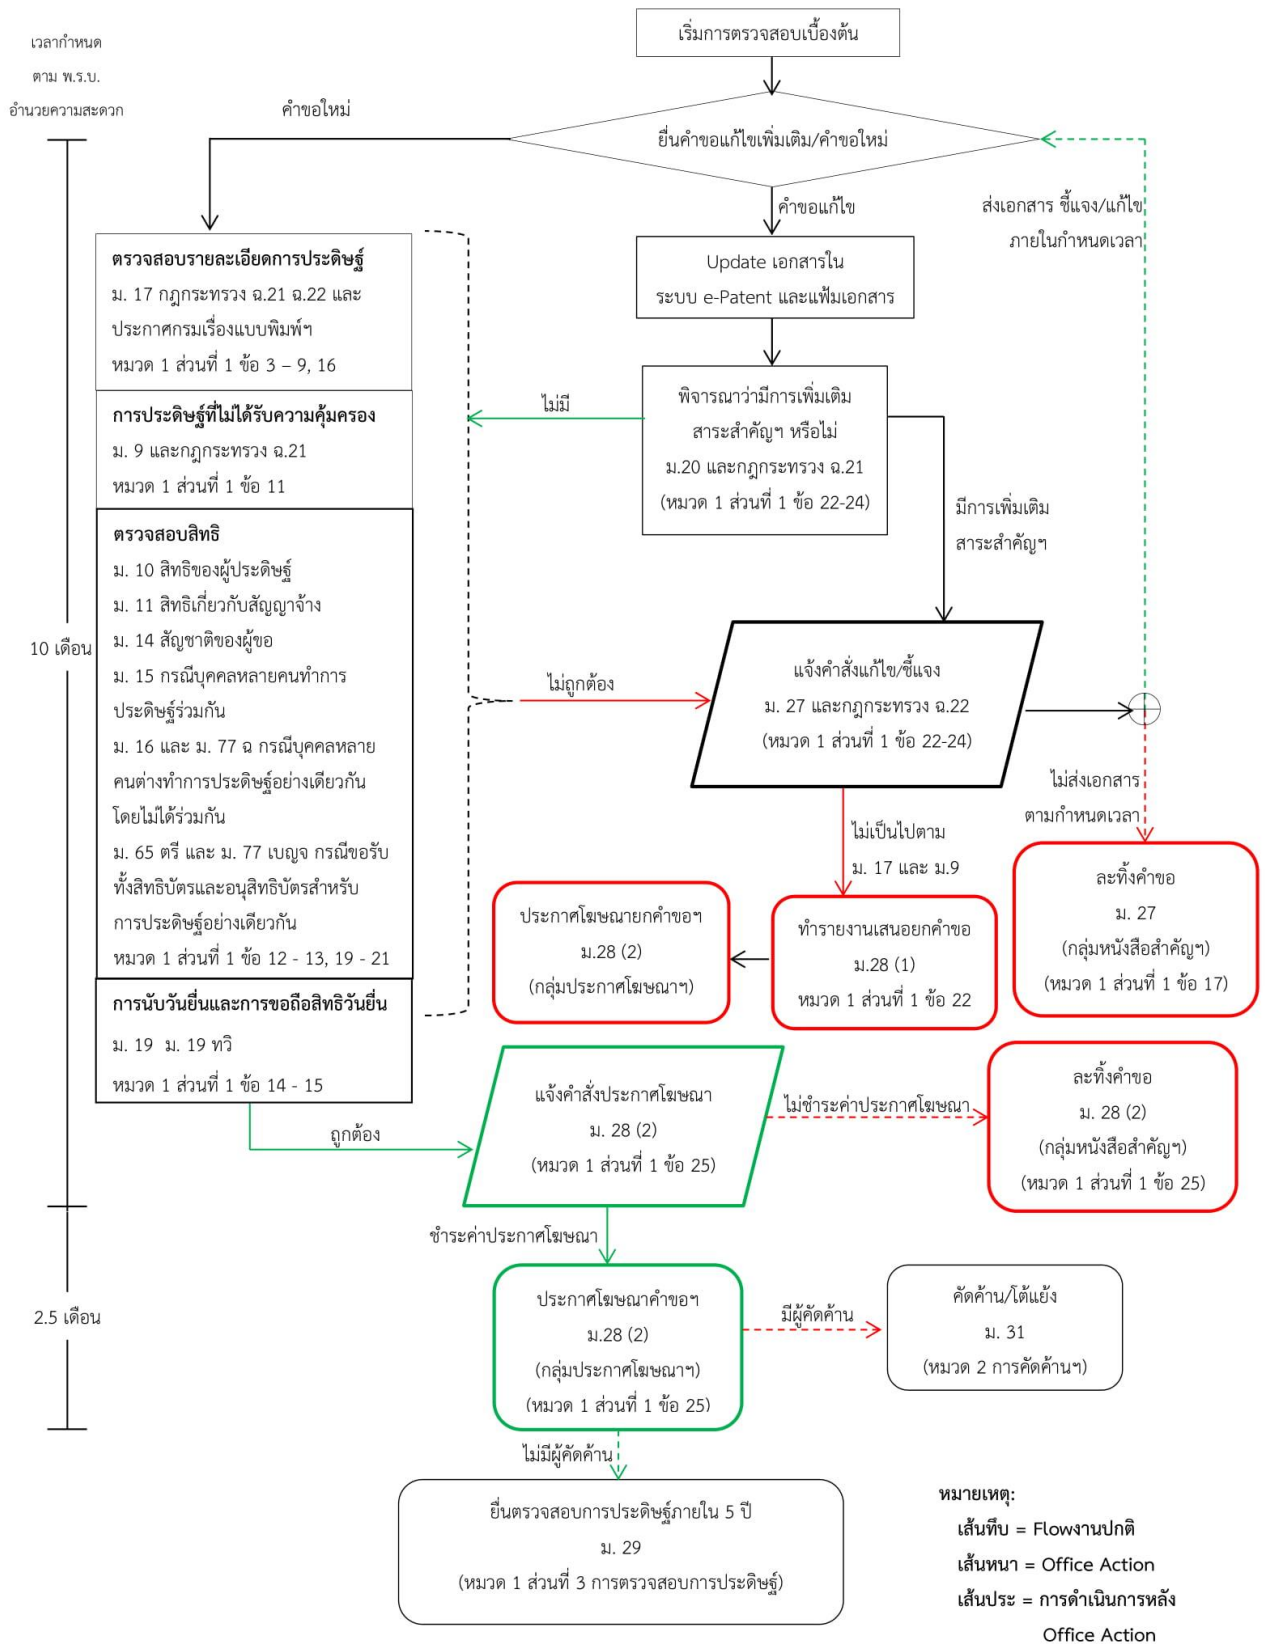 เวลากำหนด
ตาม พ.ร.บ.
อำนวยความสะดวก
เริ่มการตรวจสอบเบื้องต้น
คำขอใหม่
ยื่นคำขอแก้ไขเพิ่มเติม/คำขอใหม่
คำขอแก้ไข
ส่งเอกสาร ชี้แจง/แก้ไข
ภายในกำหนดเวลา
Update เอกสารใน
ระบบ e-Patent และแฟ้มเอกสาร
ตรวจสอบรายละเอียดการประดิษฐ์
ม. 17 กฎกระทรวง ฉ.21 ฉ.22 และ
ประกาศกรมเรื่องแบบพิมพ์ฯ
หมวด 1 ส่วนที่ 1 ข้อ 3 – 9, 16
การประดิษฐ์ที่ไม่ได้รับความคุ้มครอง
ม. 9 และกฎกระทรวง ฉ.21
หมวด 1 ส่วนที่ 1 ข้อ 11
ไม่มี
พิจารณาว่ามีการเพิ่มเติม
สาระสำคัญฯ หรือไม่
ม.20 และกฎกระทรวง ฉ.21
(หมวด 1 ส่วนที่ 1 ข้อ 22-24)
มีการเพิ่มเติม
สาระสำคัญฯ
ตรวจสอบสิทธิ
ม. 10 สิทธิของผู้ประดิษฐ์
ม. 11 สิทธิเกี่ยวกับสัญญาจ้าง
ม. 14 สัญชาติของผู้ขอ
ม. 15 กรณีบุคคลหลายคนทำการ
ประดิษฐ์ร่วมกัน
ม. 16 และ ม. 77 ฉ กรณีบุคคลหลาย
คนต่างทำการประดิษฐ์อย่างเดียวกัน
โดยไม่ได้ร่วมกัน
ม. 65 ตรี และ ม. 77 เบญจ กรณีขอรับ
ทั้งสิทธิบัตรและอนุสิทธิบัตรสำหรับ
การประดิษฐ์อย่างเดียวกัน
หมวด 1 ส่วนที่ 1 ข้อ 12 - 13, 19 - 21
10 เดือน
ไม่ถูกต้อง
แจ้งคำสั่งแก้ไข/ชี้แจง
ม. 27 และกฎกระทรวง ฉ.22
(หมวด 1 ส่วนที่ 1 ข้อ 22-24)
ไม่ส่งเอกสาร
ตามกำหนดเวลา
ไม่เป็นไปตาม
ม. 17 และ ม.9
ละทิ้งคำขอ
ม. 27
(กลุ่มหนังสือสำคัญฯ)
(หมวด 1 ส่วนที่ 1 ข้อ 17)
ประกาศโฆษณายกคำขอฯ
ม.28 (2)
(กลุ่มประกาศโฆษณาฯ)
ทำรายงานเสนอยกคำขอ
ม.28 (1)
หมวด 1 ส่วนที่ 1 ข้อ 22
การนับวันยื่นและการขอถือสิทธิวันยื่น
ม. 19 ม. 19 ทวิ
หมวด 1 ส่วนที่ 1 ข้อ 14 - 15
ถูกต้อง
แจ้งคำสั่งประกาศโฆษณา
ม. 28 (2)
(หมวด 1 ส่วนที่ 1 ข้อ 25)
ไม่ชำระค่าประกาศโฆษณา
ละทิ้งคำขอ
ม. 28 (2)
(กลุ่มหนังสือสำคัญฯ)
(หมวด 1 ส่วนที่ 1 ข้อ 25)
ชำระค่าประกาศโฆษณา
2.5 เดือน
ประกาศโฆษณาคำขอฯ
ม.28 (2)
(กลุ่มประกาศโฆษณาฯ)
(หมวด 1 ส่วนที่ 1 ข้อ 25)
มีผู้คัดค้าน
คัดค้าน/โต้แย้ง
ม. 31
(หมวด 2 การคัดค้านฯ)
ไม่มีผู้คัดค้าน
ยื่นตรวจสอบการประดิษฐ์ภายใน 5 ปี
ม. 29
(หมวด 1 ส่วนที่ 3 การตรวจสอบการประดิษฐ์)
หมายเหตุ:
เส้นทึบ = Flowงานปกติ
เส้นหนา = Office Action
เส้นประ = การดำเนินการหลัง
Office Action